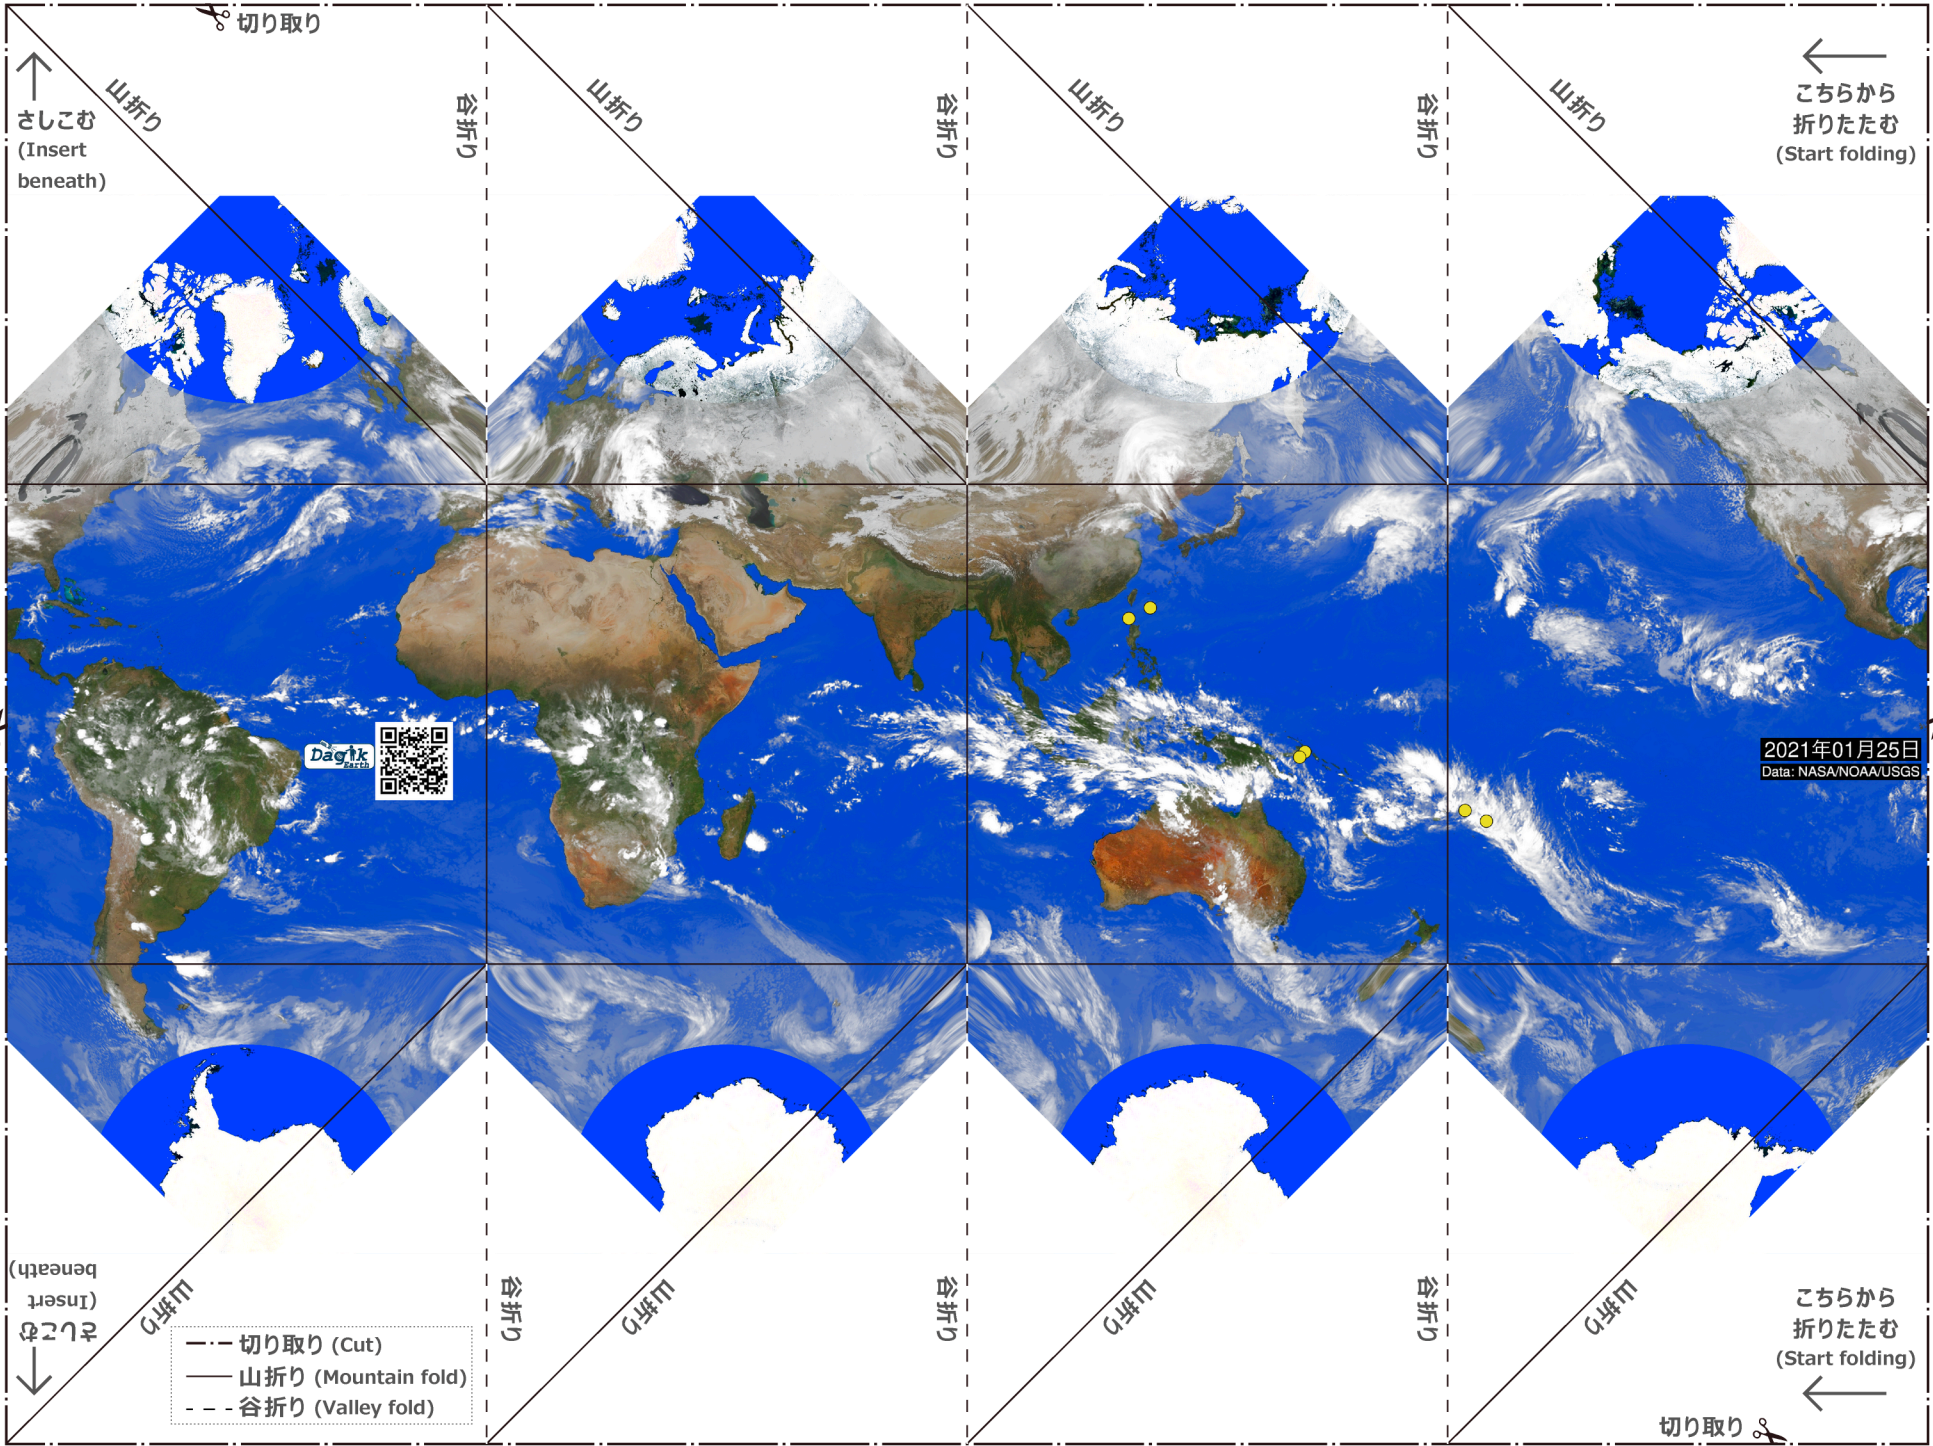 切り取り
山折り
谷折り
山折り
谷折り
山折り
谷折り
山折り
さしこむ
(Insert
beneath)
こちらから
折りたたむ
(Start folding)
Dagik
Earth
2021年01月25日
Data: NASA/NOAA/USGS
さしこむ
(Insert
beneath)
山折り
谷折り
山折り
谷折り
山折り
谷折り
山折り
こちらから
折りたたむ
(Start folding)
切り取り (Cut)
山折り (Mountain fold)
谷折り (Valley fold)
切り取り